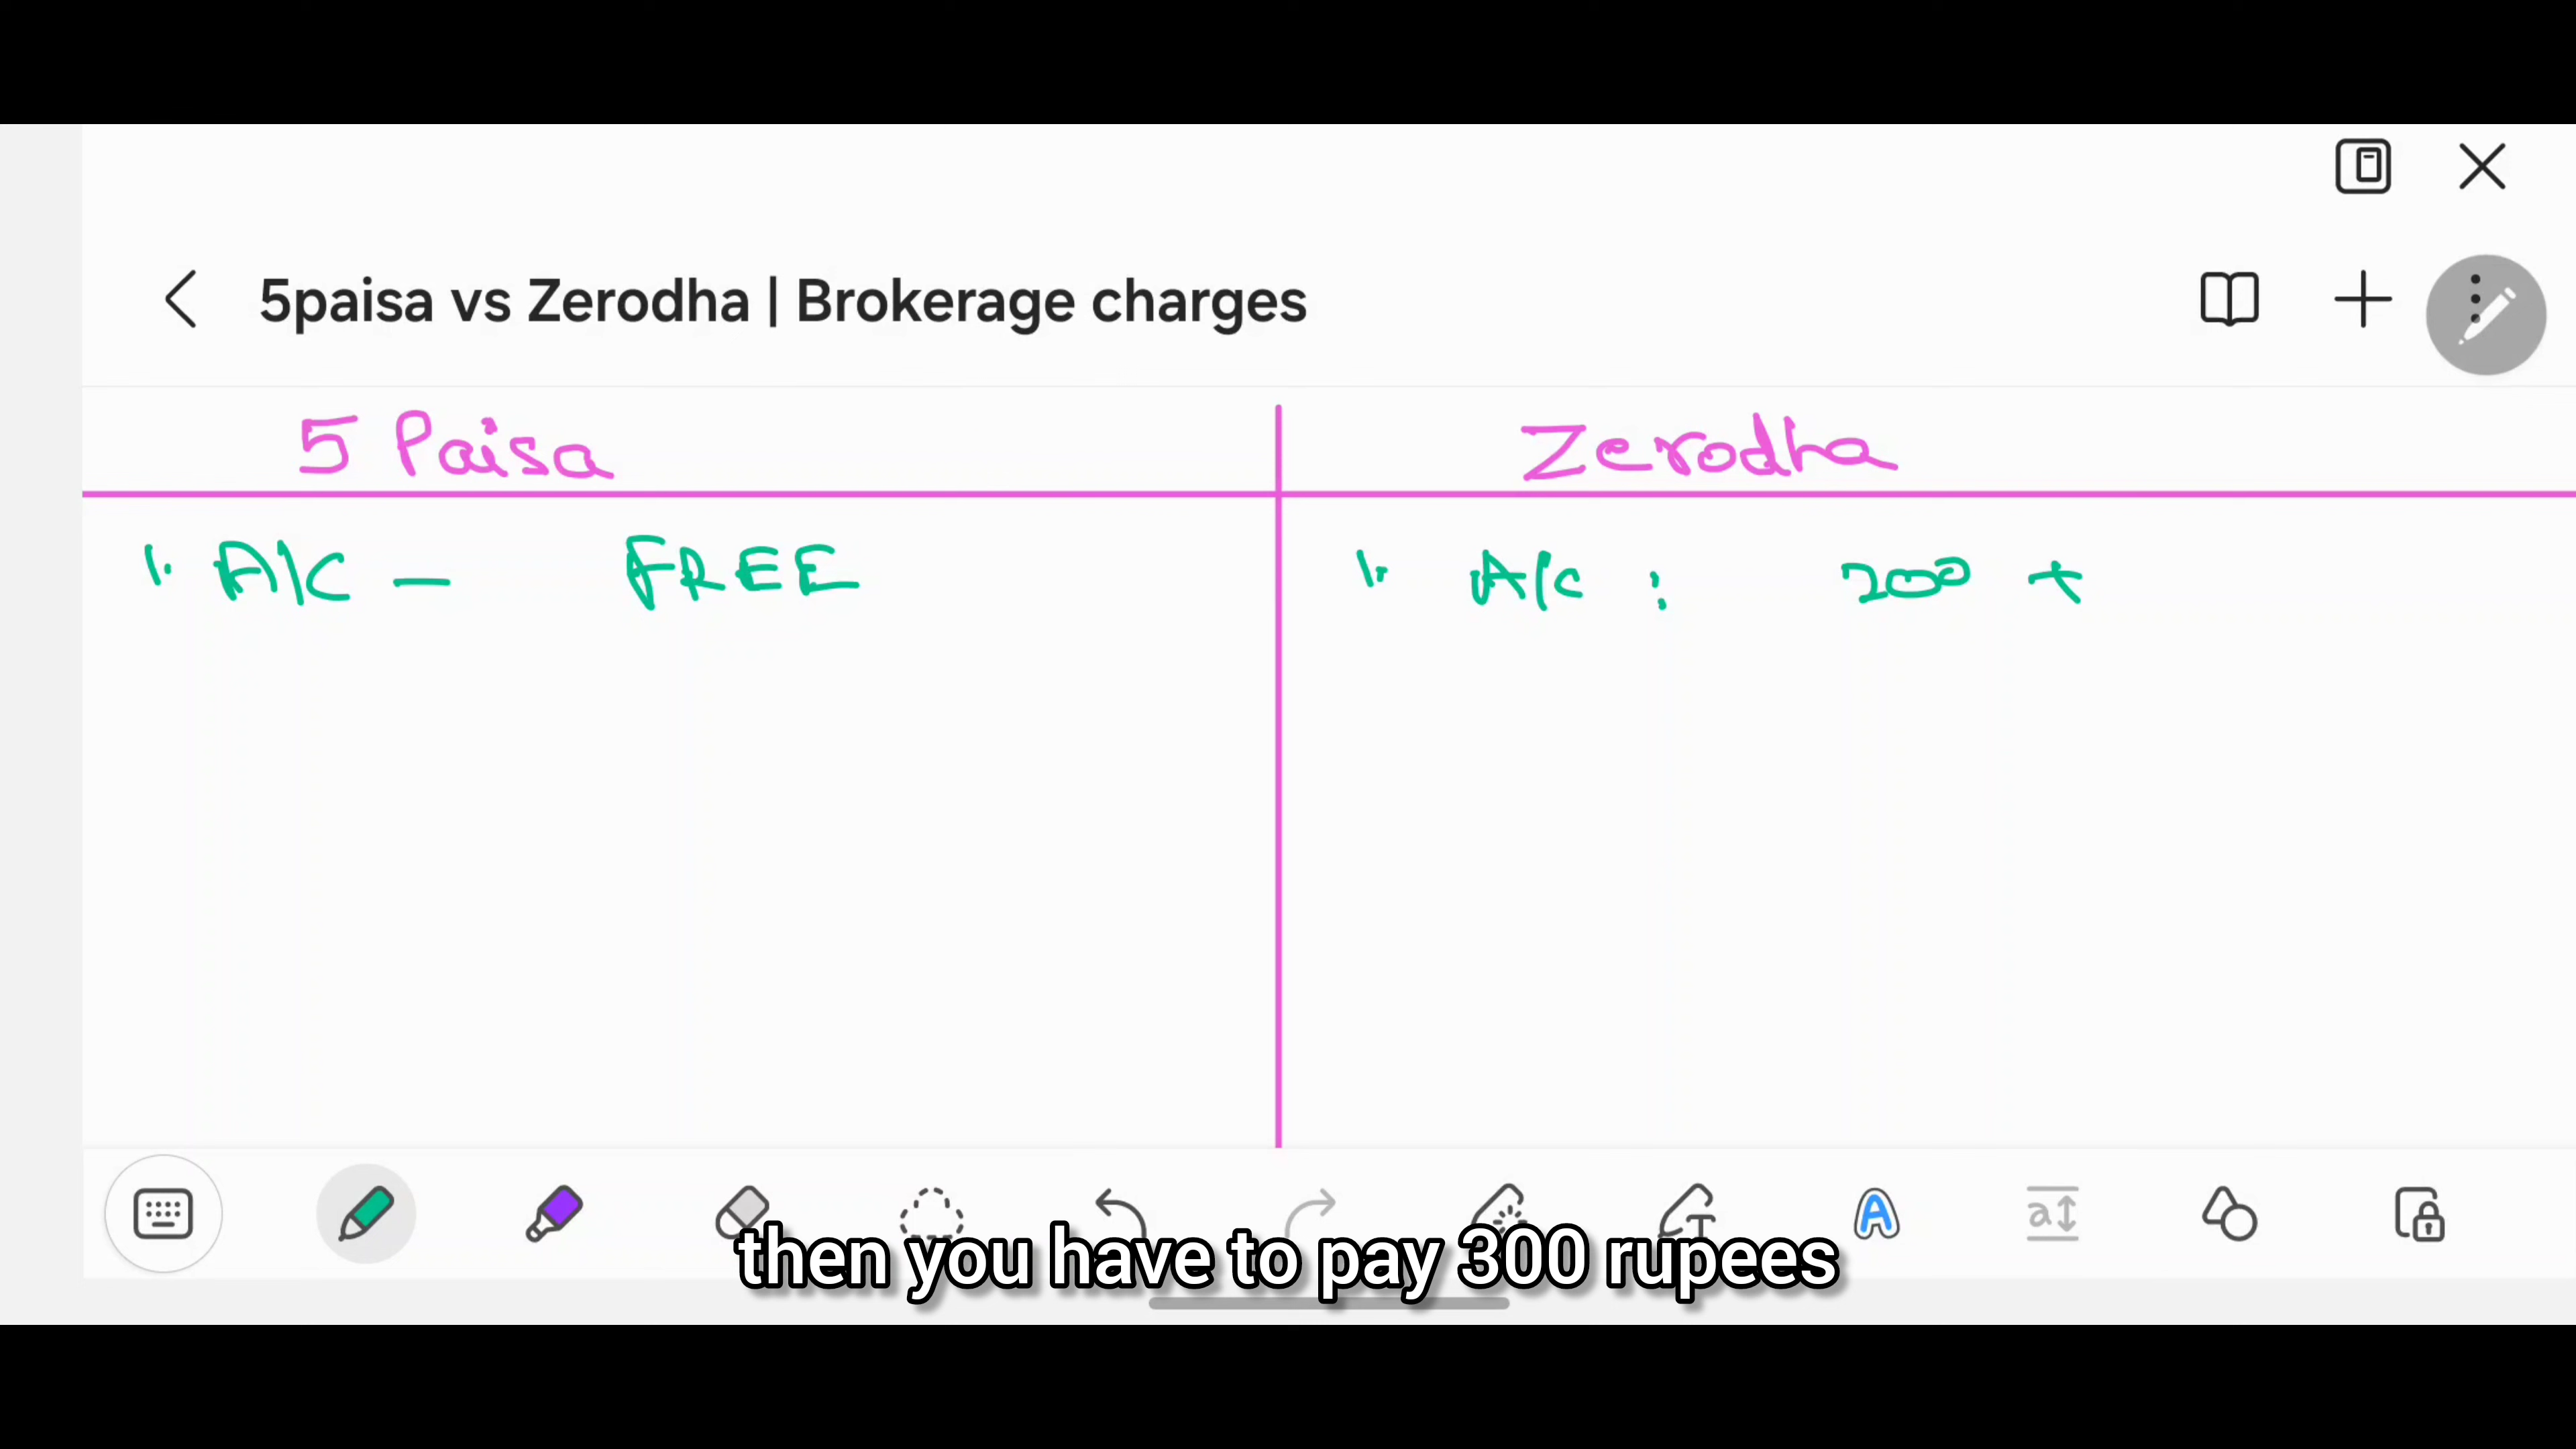 5paisa vs Zerodha | Brokerage charges
5 Paisa
Zerodha
1. A/C - FREE
1. A/C : 200 +
then you have to pay 300 rupees